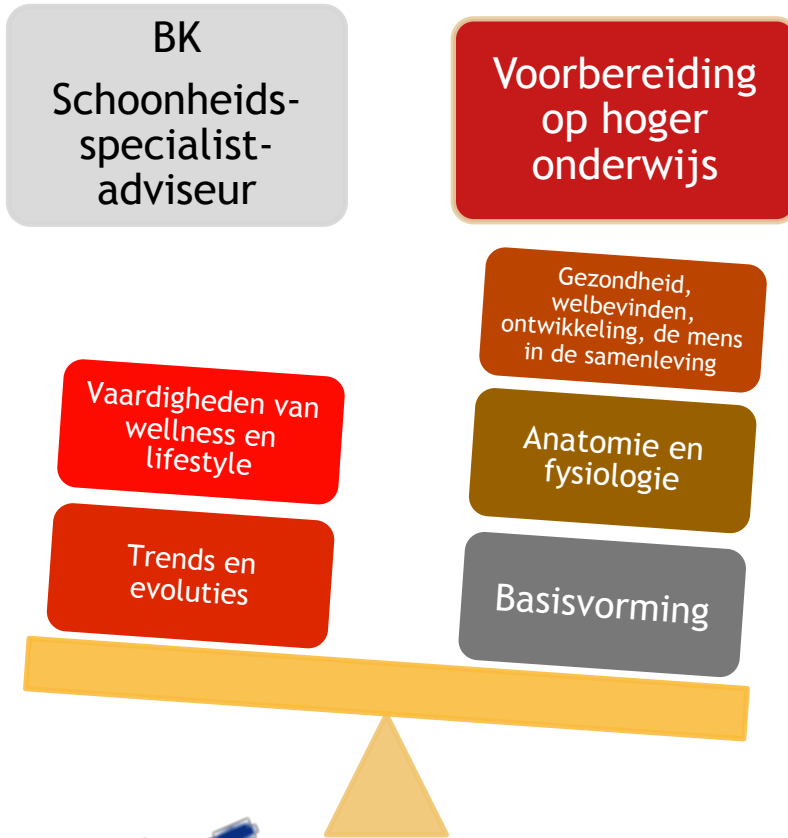 BK
Schoonheids-
specialist-
adviseur
Voorbereiding
op hoger
onderwijs
Gezondheid,
welbevinden,
ontwikkeling, de mens
in de samenleving
Vaardigheden van
wellness en
lifestyle
Anatomie en
fysiologie
Trends en
evoluties
Basisvorming